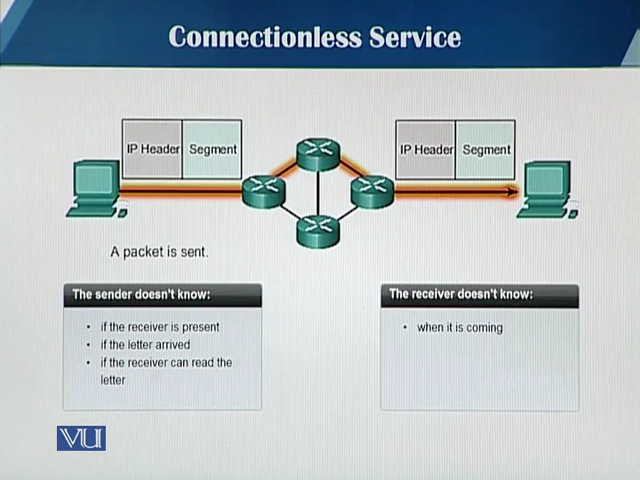 Connectionless Service
IP Header Segment
IP Header Segment
A packet is sent.
The sender doesn't know:
• if the receiver is present
• if the letter arrived
• if the receiver can read the
letter
The receiver doesn't know:
• when it is coming
VU